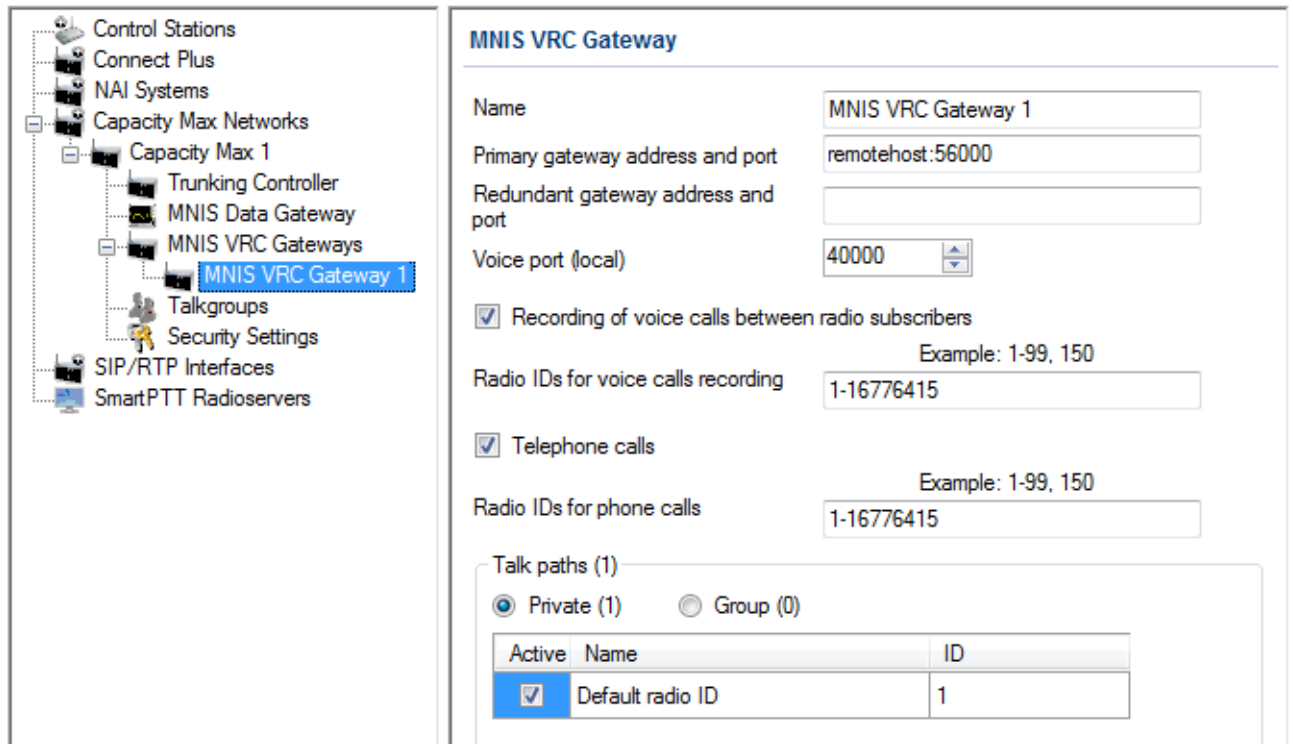 Control Stations
Connect Plus
NAI Systems
Capacity Max Networks
Capacity Max 1
Trunking Controller
MNIS Data Gateway
MNIS VRC Gateways
MNIS VRC Gateway 1
Talkgroups
Security Settings
SIP/RTP Interfaces
SmartPTT Radioservers
MNIS VRC Gateway
Name MNIS VRC Gateway 1
Primary gateway address and port remotehost:56000
Redundant gateway address and
port
Voice port (local) 40000
Recording of voice calls between radio subscribers
Example: 1-99, 150
Radio IDs for voice calls recording 1-16776415
Telephone calls
Example: 1-99, 150
Radio IDs for phone calls 1-16776415
Talk paths (1)
Private (1) Group (0)
Active Name ID
Default radio ID 1